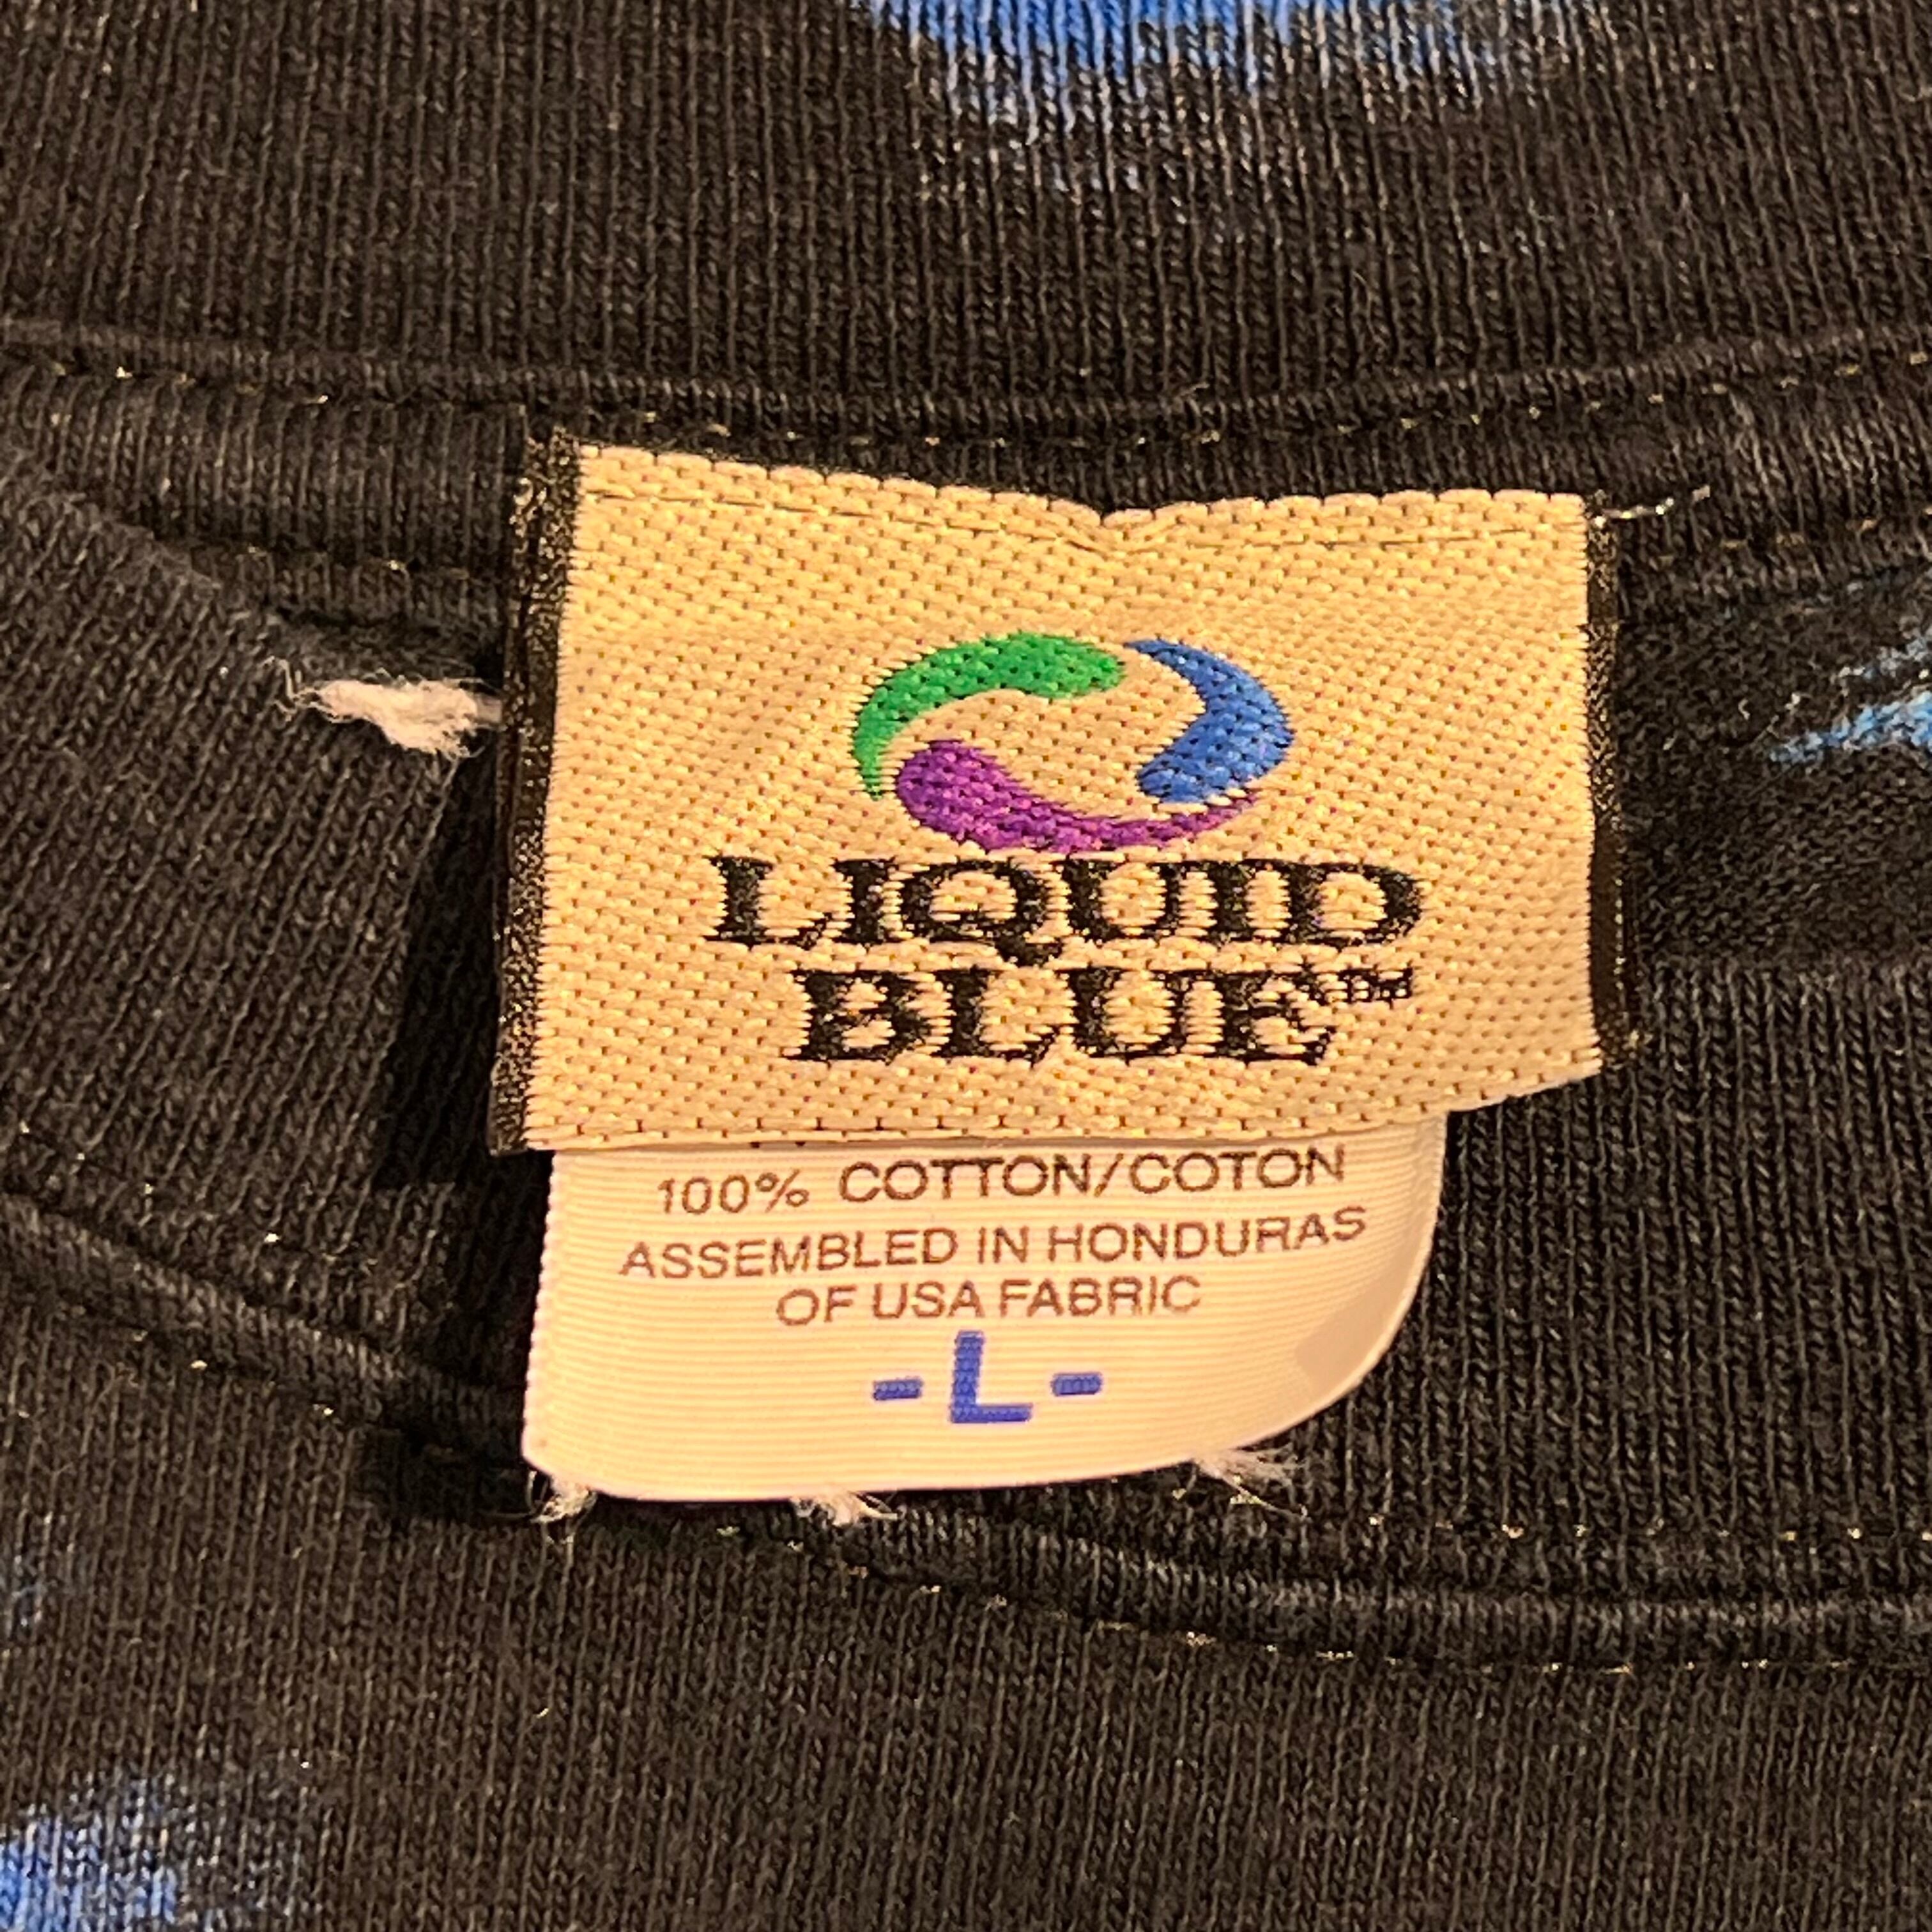 LIQUID
BLUE™
100% COTTON/COTON
ASSEMBLED IN HONDURAS
OF USA FABRIC
-L-